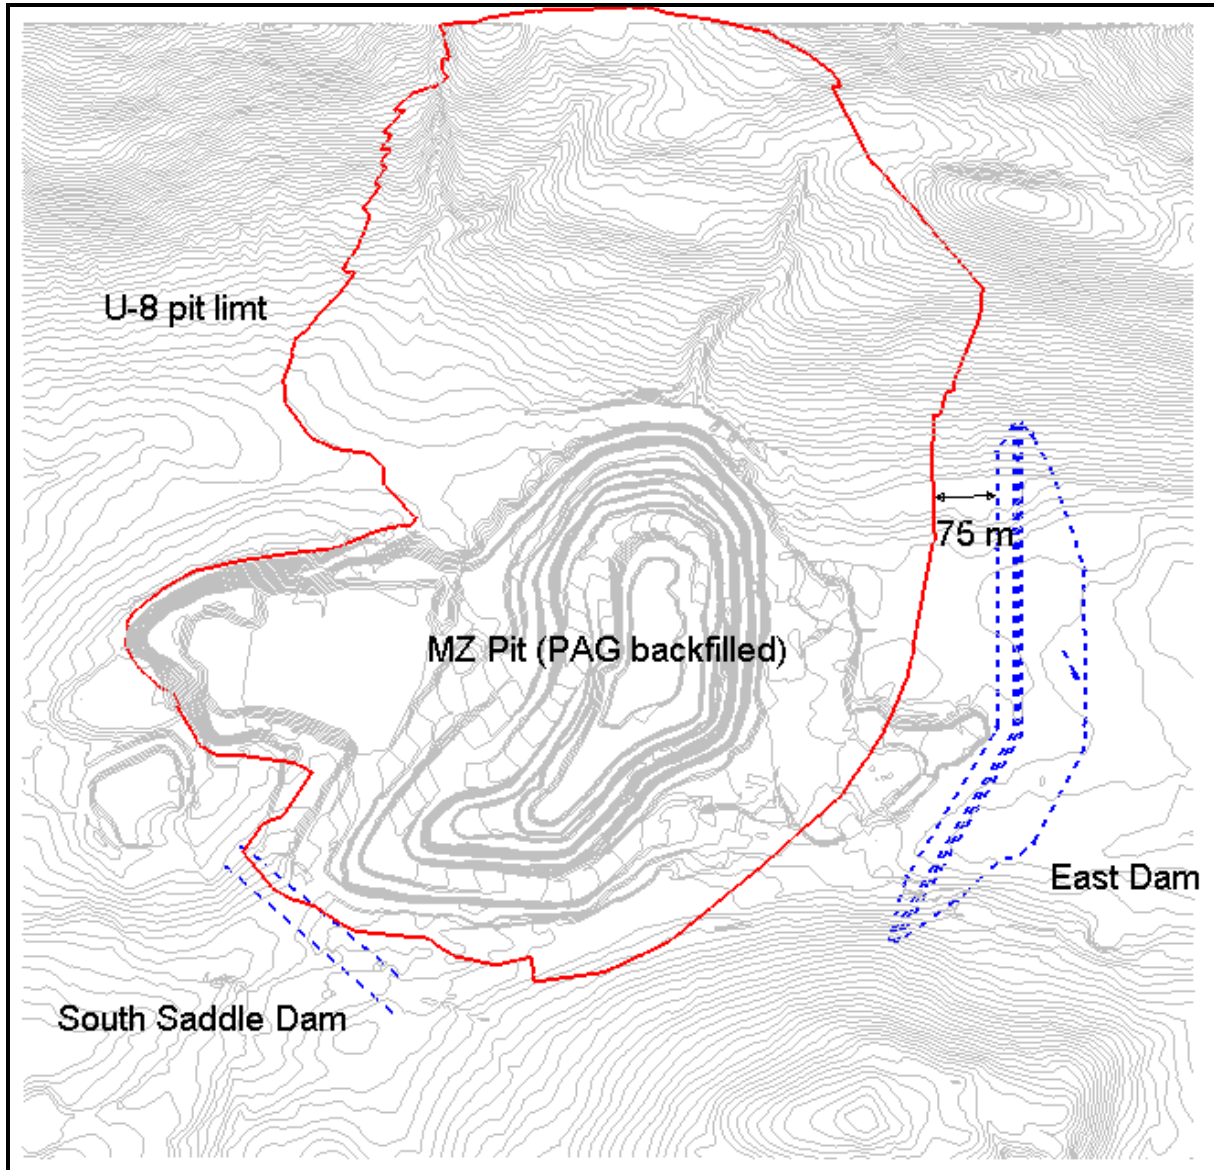 U-8 pit limt
75 m
MZ Pit (PAG backfilled)
East Dam
South Saddle Dam